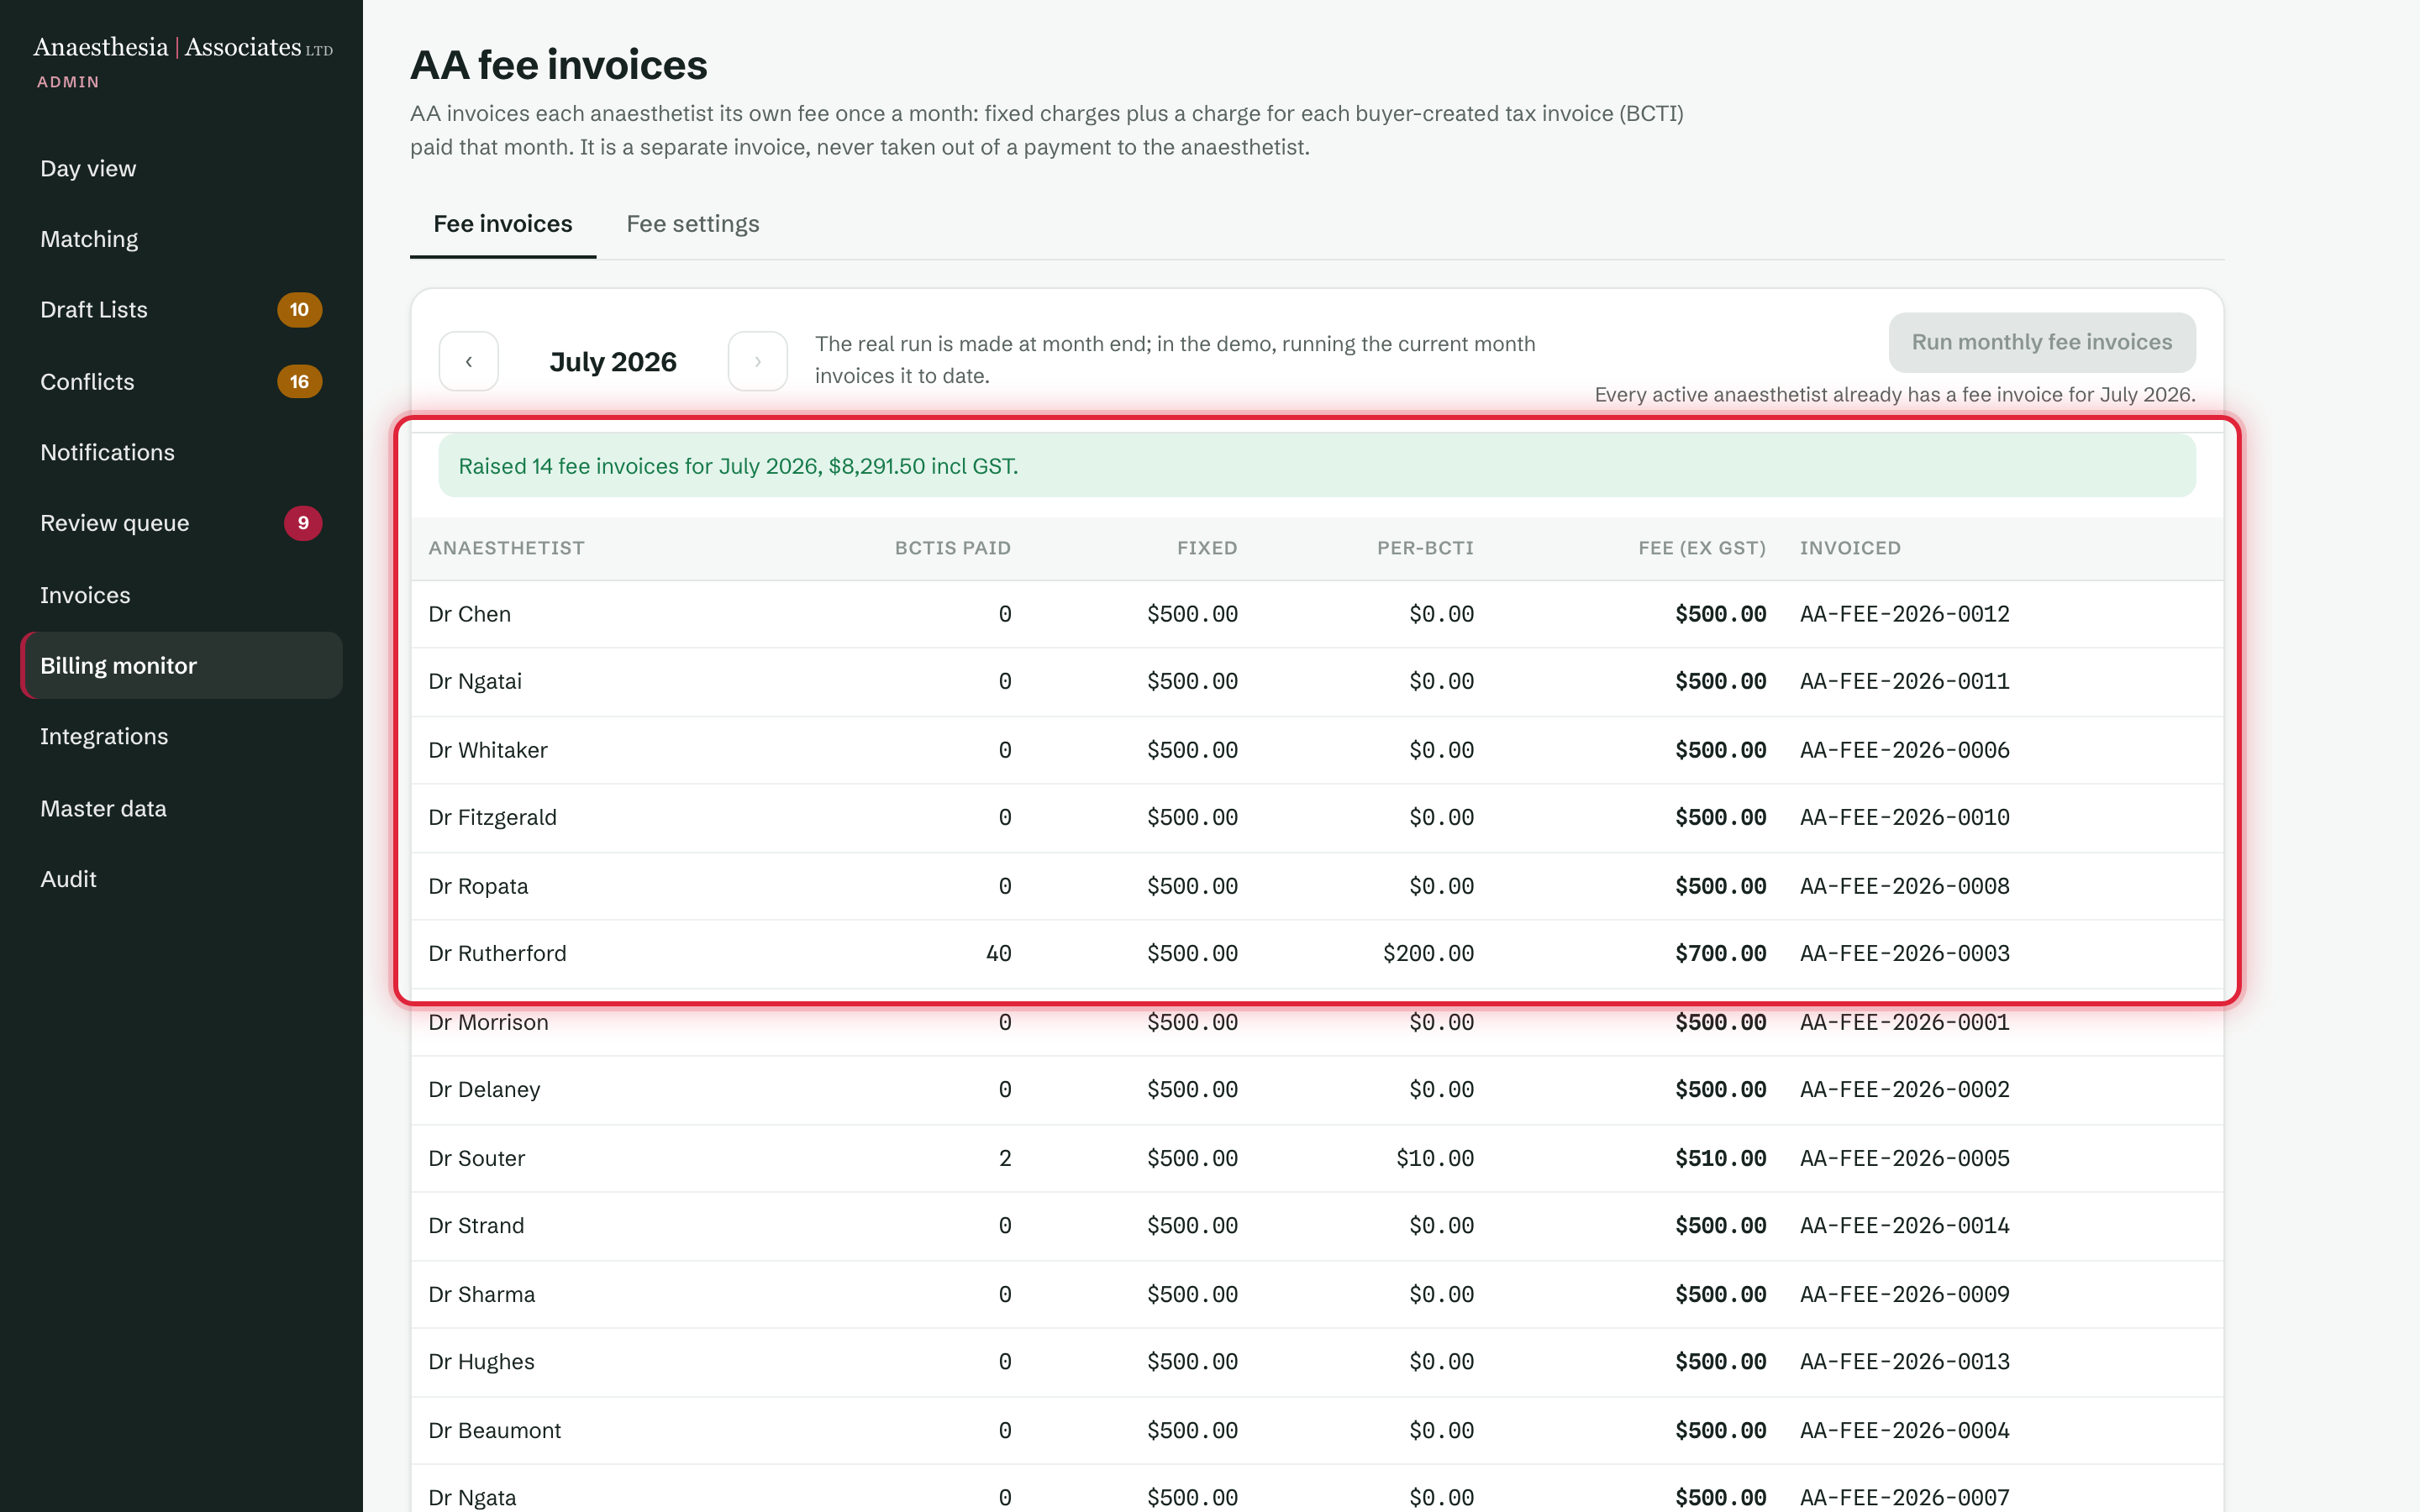 Anaesthesia | Associates LTD
ADMIN
Day view
Matching
Draft Lists 10
Conflicts 16
Notifications
Review queue 9
Invoices
Billing monitor
Integrations
Master data
Audit
AA fee invoices
AA invoices each anaesthetist its own fee once a month: fixed charges plus a charge for each buyer-created tax invoice (BCTI)
paid that month. It is a separate invoice, never taken out of a payment to the anaesthetist.
Fee invoices Fee settings
‹ July 2026 ›
The real run is made at month end; in the demo, running the current month
invoices it to date.
Run monthly fee invoices
Every active anaesthetist already has a fee invoice for July 2026.
Raised 14 fee invoices for July 2026, $8,291.50 incl GST.
ANAESTHETIST BCTIS PAID FIXED PER-BCTI FEE (EX GST) INVOICED
Dr Chen 0 $500.00 $0.00 $500.00 AA-FEE-2026-0012
Dr Ngatai 0 $500.00 $0.00 $500.00 AA-FEE-2026-0011
Dr Whitaker 0 $500.00 $0.00 $500.00 AA-FEE-2026-0006
Dr Fitzgerald 0 $500.00 $0.00 $500.00 AA-FEE-2026-0010
Dr Ropata 0 $500.00 $0.00 $500.00 AA-FEE-2026-0008
Dr Rutherford 40 $500.00 $200.00 $700.00 AA-FEE-2026-0003
Dr Morrison 0 $500.00 $0.00 $500.00 AA-FEE-2026-0001
Dr Delaney 0 $500.00 $0.00 $500.00 AA-FEE-2026-0002
Dr Souter 2 $500.00 $10.00 $510.00 AA-FEE-2026-0005
Dr Strand 0 $500.00 $0.00 $500.00 AA-FEE-2026-0014
Dr Sharma 0 $500.00 $0.00 $500.00 AA-FEE-2026-0009
Dr Hughes 0 $500.00 $0.00 $500.00 AA-FEE-2026-0013
Dr Beaumont 0 $500.00 $0.00 $500.00 AA-FEE-2026-0004
Dr Ngata 0 $500.00 $0.00 $500.00 AA-FEE-2026-0007